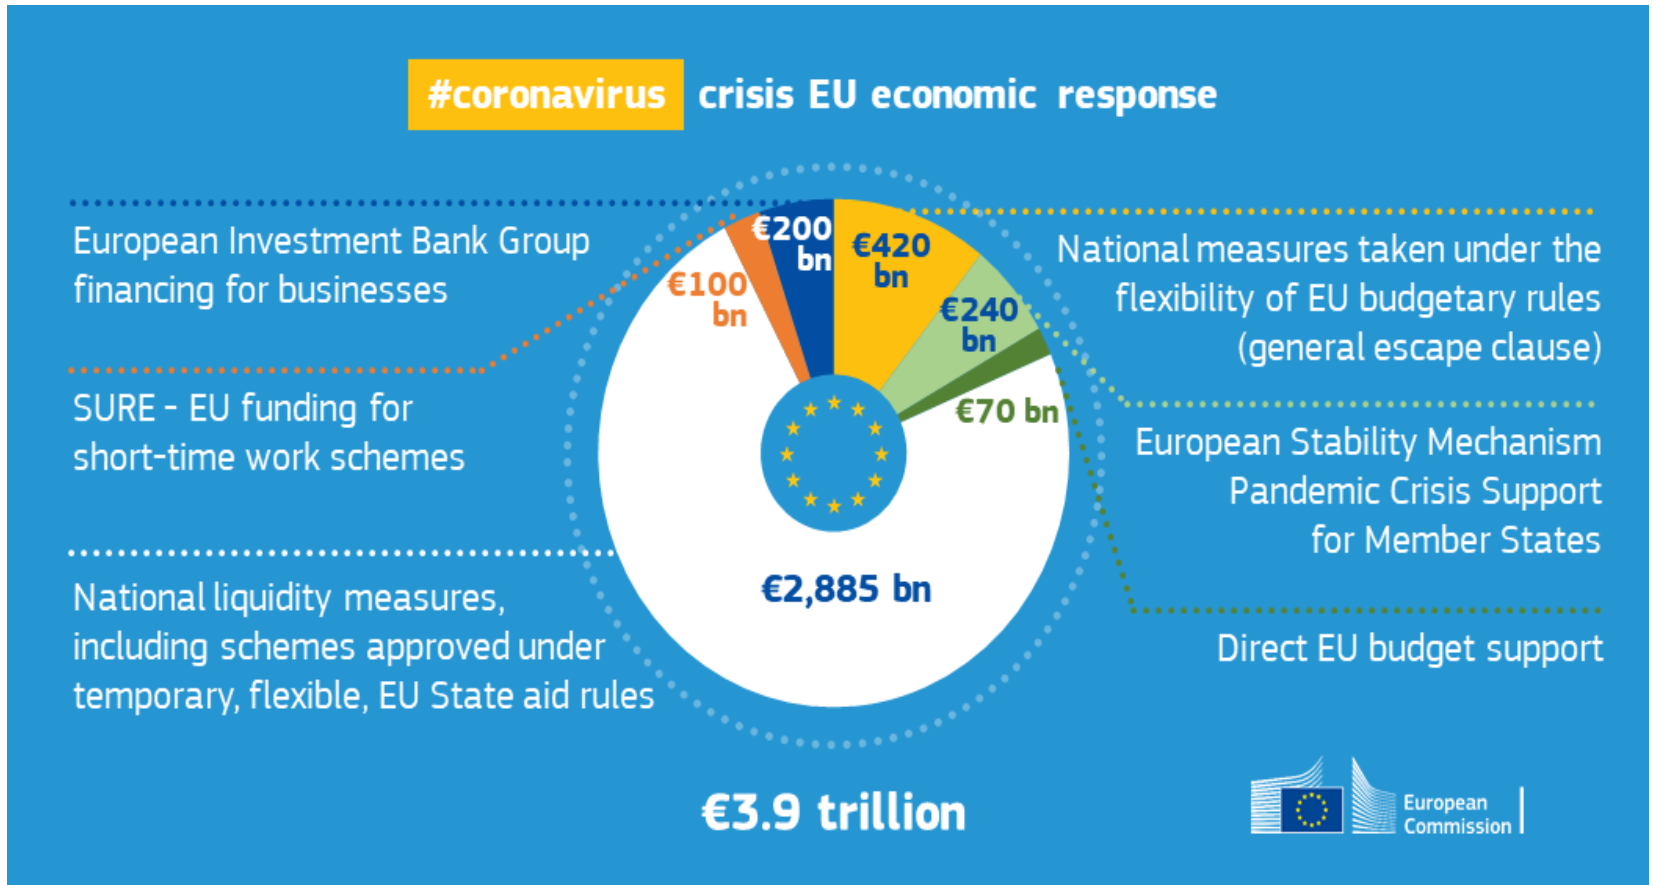 #coronavirus crisis EU economic response
European Investment Bank Group
financing for businesses
SURE - EU funding for
short-time work schemes
National liquidity measures,
including schemes approved under
temporary, flexible, EU State aid rules
€200
bn
€420
bn
€100
bn
€240
bn
€70 bn
€2,885 bn
National measures taken under the
flexibility of EU budgetary rules
(general escape clause)
European Stability Mechanism
Pandemic Crisis Support
for Member States
Direct EU budget support
€3.9 trillion
European
Commission